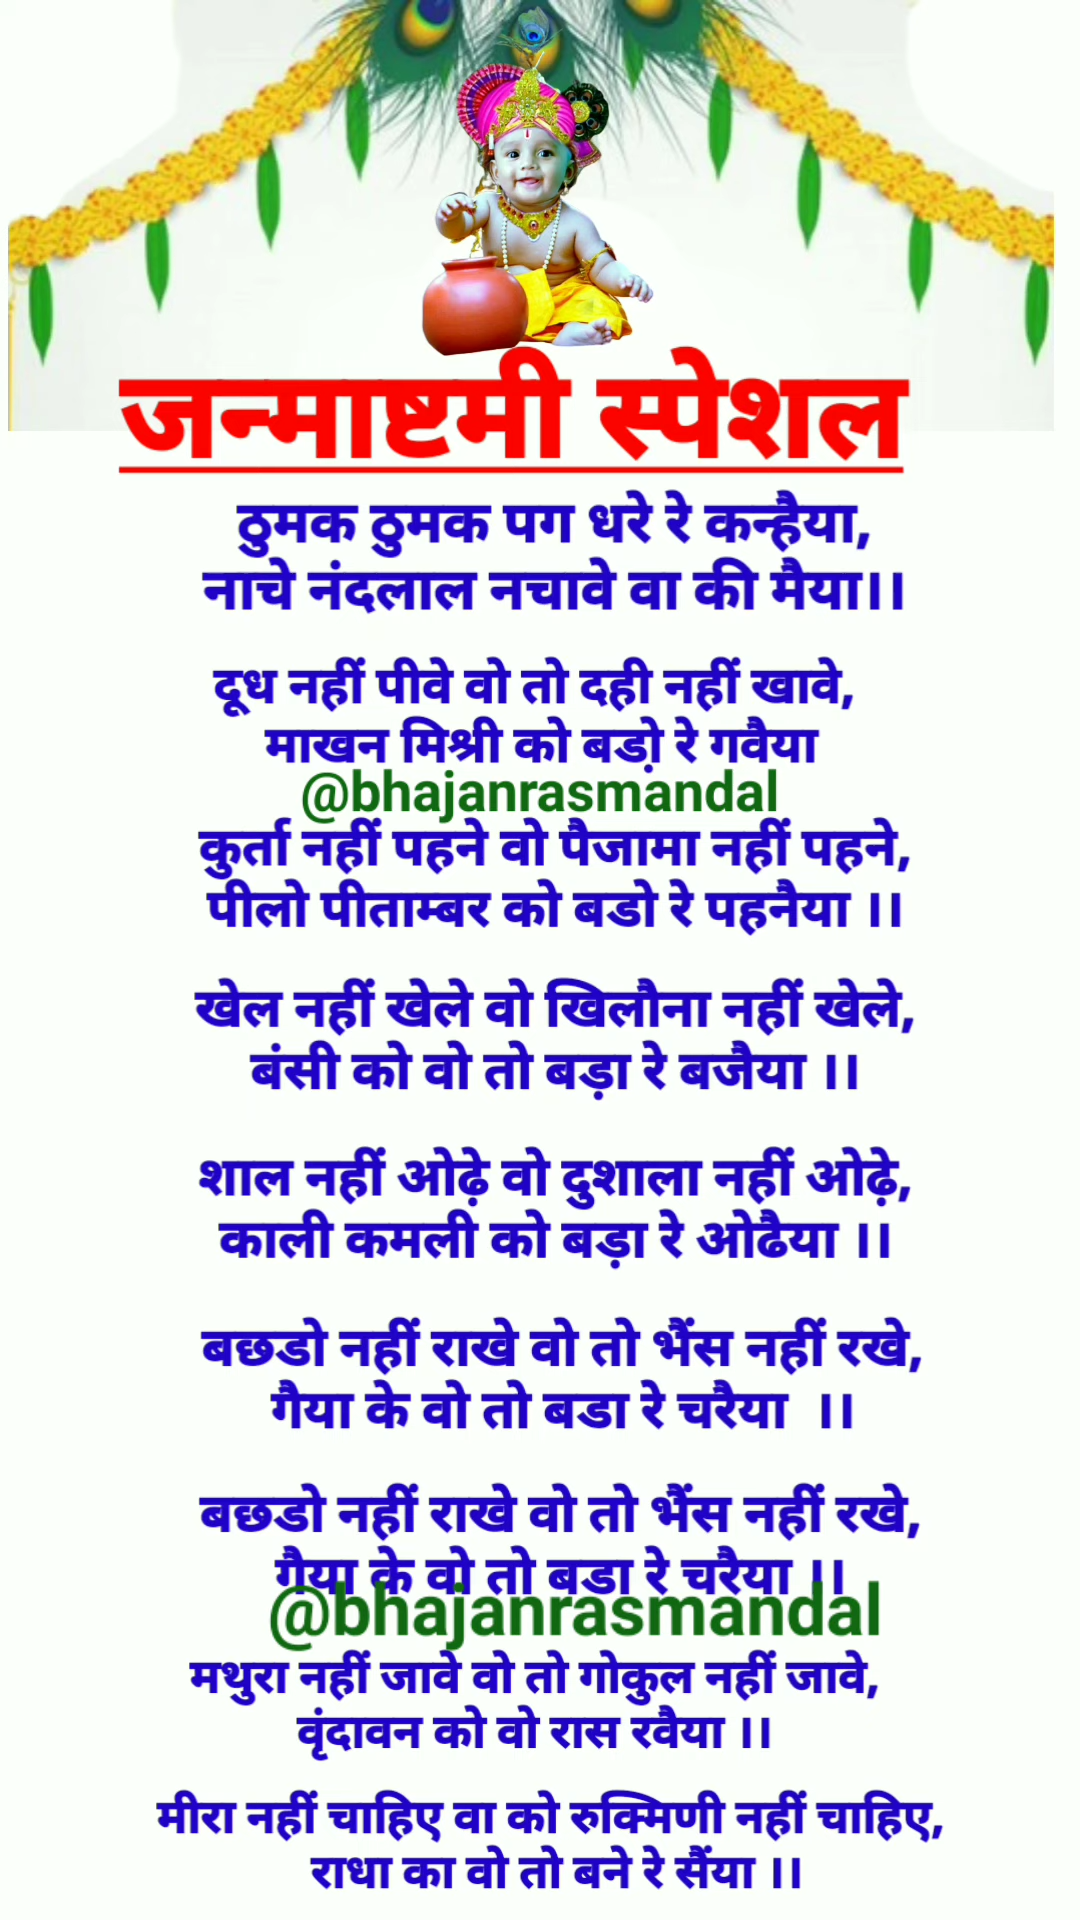 जन्माष्टमी स्पेशल
ठुमक ठुमक पग धरे रे कन्हैया,
नाचे नंदलाल नचावे वा की मैया।।
दूध नहीं पीवे वो तो दही नहीं खावे,
माखन मिश्री को बडो़ रे गवैया
@bhajanrasmandal
कुर्ता नहीं पहने वो पैजामा नहीं पहने,
पीलो पीताम्बर को बडो रे पहनैया ।।
खेल नहीं खेले वो खिलौना नहीं खेले,
बंसी को वो तो बड़ा रे बजैया ।।
शाल नहीं ओढ़े वो दुशाला नहीं ओढ़े,
काली कमली को बड़ा रे ओढैया ।।
बछडो नहीं राखे वो तो भैंस नहीं रखे,
गैया के वो तो बडा रे चरैया ।।
बछडो नहीं राखे वो तो भैंस नहीं रखे,
गैया के वो तो बडा रे चरैया ।।
@bhajanrasmandal
मथुरा नहीं जावे वो तो गोकुल नहीं जावे,
वृंदावन को वो रास रवैया ।।
मीरा नहीं चाहिए वा को रुक्मिणी नहीं चाहिए,
राधा का वो तो बने रे सैंया ।।